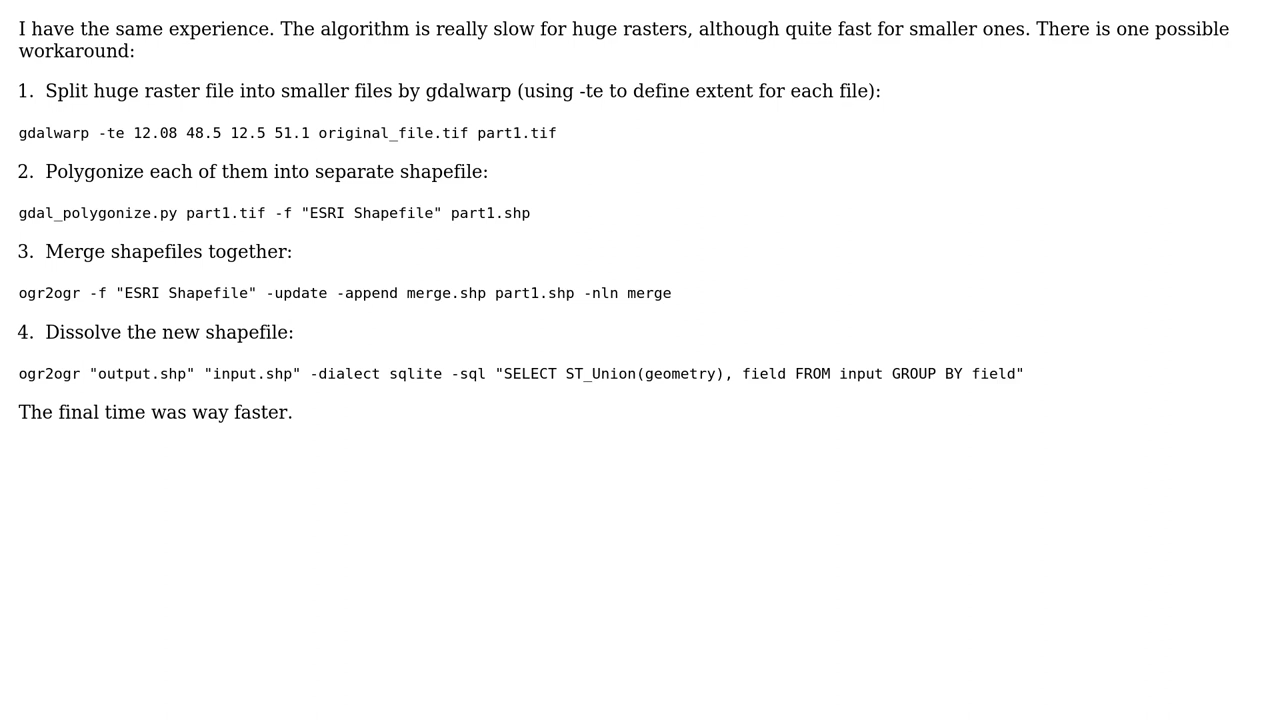 I have the same experience. The algorithm is really slow for huge rasters, although quite fast for smaller ones. There is one possible
workaround:
1. Split huge raster file into smaller files by gdalwarp (using -te to define extent for each file):
gdalwarp -te 12.08 48.5 12.5 51.1 original_file.tif part1.tif
2. Polygonize each of them into separate shapefile:
gdal_polygonize.py part1.tif -f "ESRI Shapefile" part1.shp
3. Merge shapefiles together:
ogr2ogr -f "ESRI Shapefile" -update -append merge.shp part1.shp -nln merge
4. Dissolve the new shapefile:
ogr2ogr "output.shp" "input.shp" -dialect sqlite -sql "SELECT ST_Union(geometry), field FROM input GROUP BY field"
The final time was way faster.